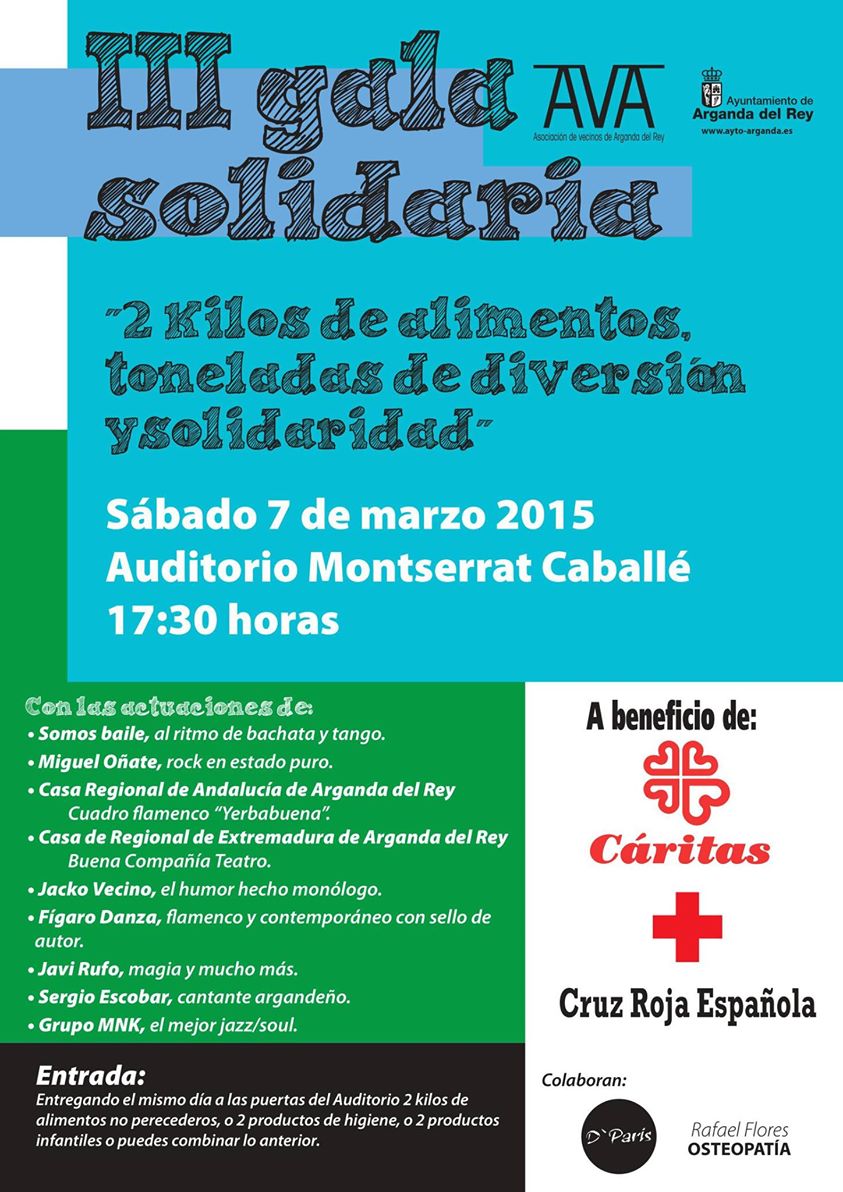 III gala
solidaria
AVA
Asociación de vecinos de Arganda del Rey
Ayuntamiento de
Arganda del Rey
www.ayto-arganda.es
"2 Kilos de alimentos,
toneladas de diversión
y solidaridad"
Sábado 7 de marzo 2015
Auditorio Montserrat Caballé
17:30 horas
Con las actuaciones de:
• Somos baile, al ritmo de bachata y tango.
• Miguel Oñate, rock en estado puro.
• Casa Regional de Andalucía de Arganda del Rey
Cuadro flamenco “Yerbabuena”.
• Casa de Regional de Extremadura de Arganda del Rey
Buena Compañía Teatro.
• Jacko Vecino, el humor hecho monólogo.
• Fígaro Danza, flamenco y contemporáneo con sello de
autor.
• Javi Rufo, magia y mucho más.
• Sergio Escobar, cantante argandeño.
• Grupo MNK, el mejor jazz/soul.
A beneficio de:
Cáritas
Cruz Roja Española
Entrada:
Entregando el mismo día a las puertas del Auditorio 2 kilos de
alimentos no perecederos, o 2 productos de higiene, o 2 productos
infantiles o puedes combinar lo anterior.
Colaboran:
D`París
Rafael Flores
OSTEOPATÍA